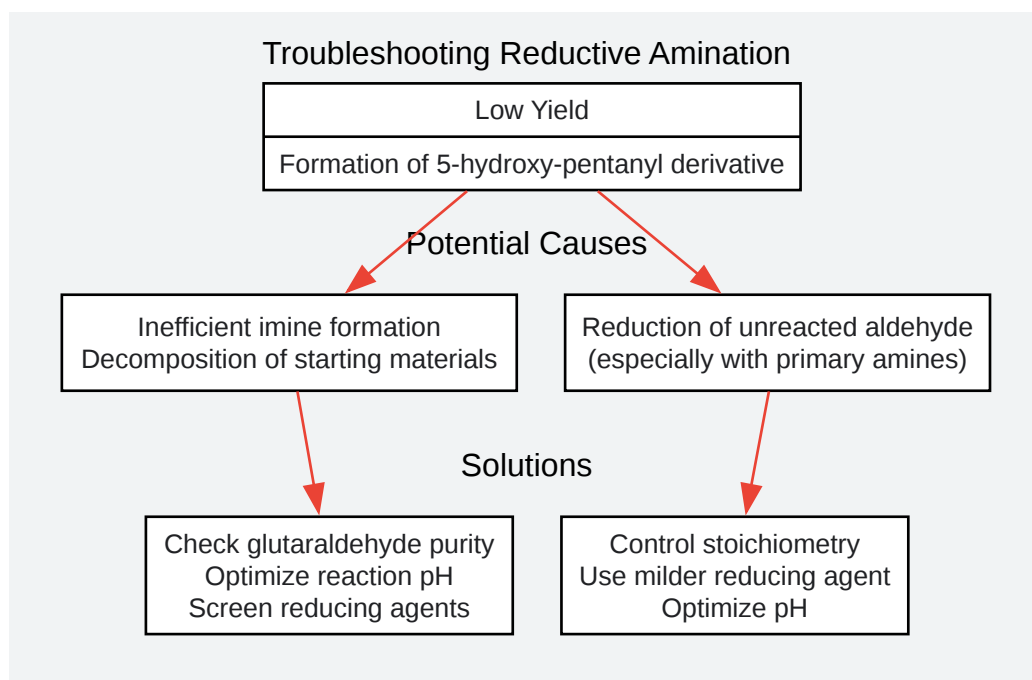 Troubleshooting Reductive Amination
Low Yield
Formation of 5-hydroxy-pentanyl derivative
Potential Causes
Inefficient imine formation
Decomposition of starting materials
Reduction of unreacted aldehyde
(especially with primary amines)
Solutions
Check glutaraldehyde purity
Optimize reaction pH
Screen reducing agents
Control stoichiometry
Use milder reducing agent
Optimize pH